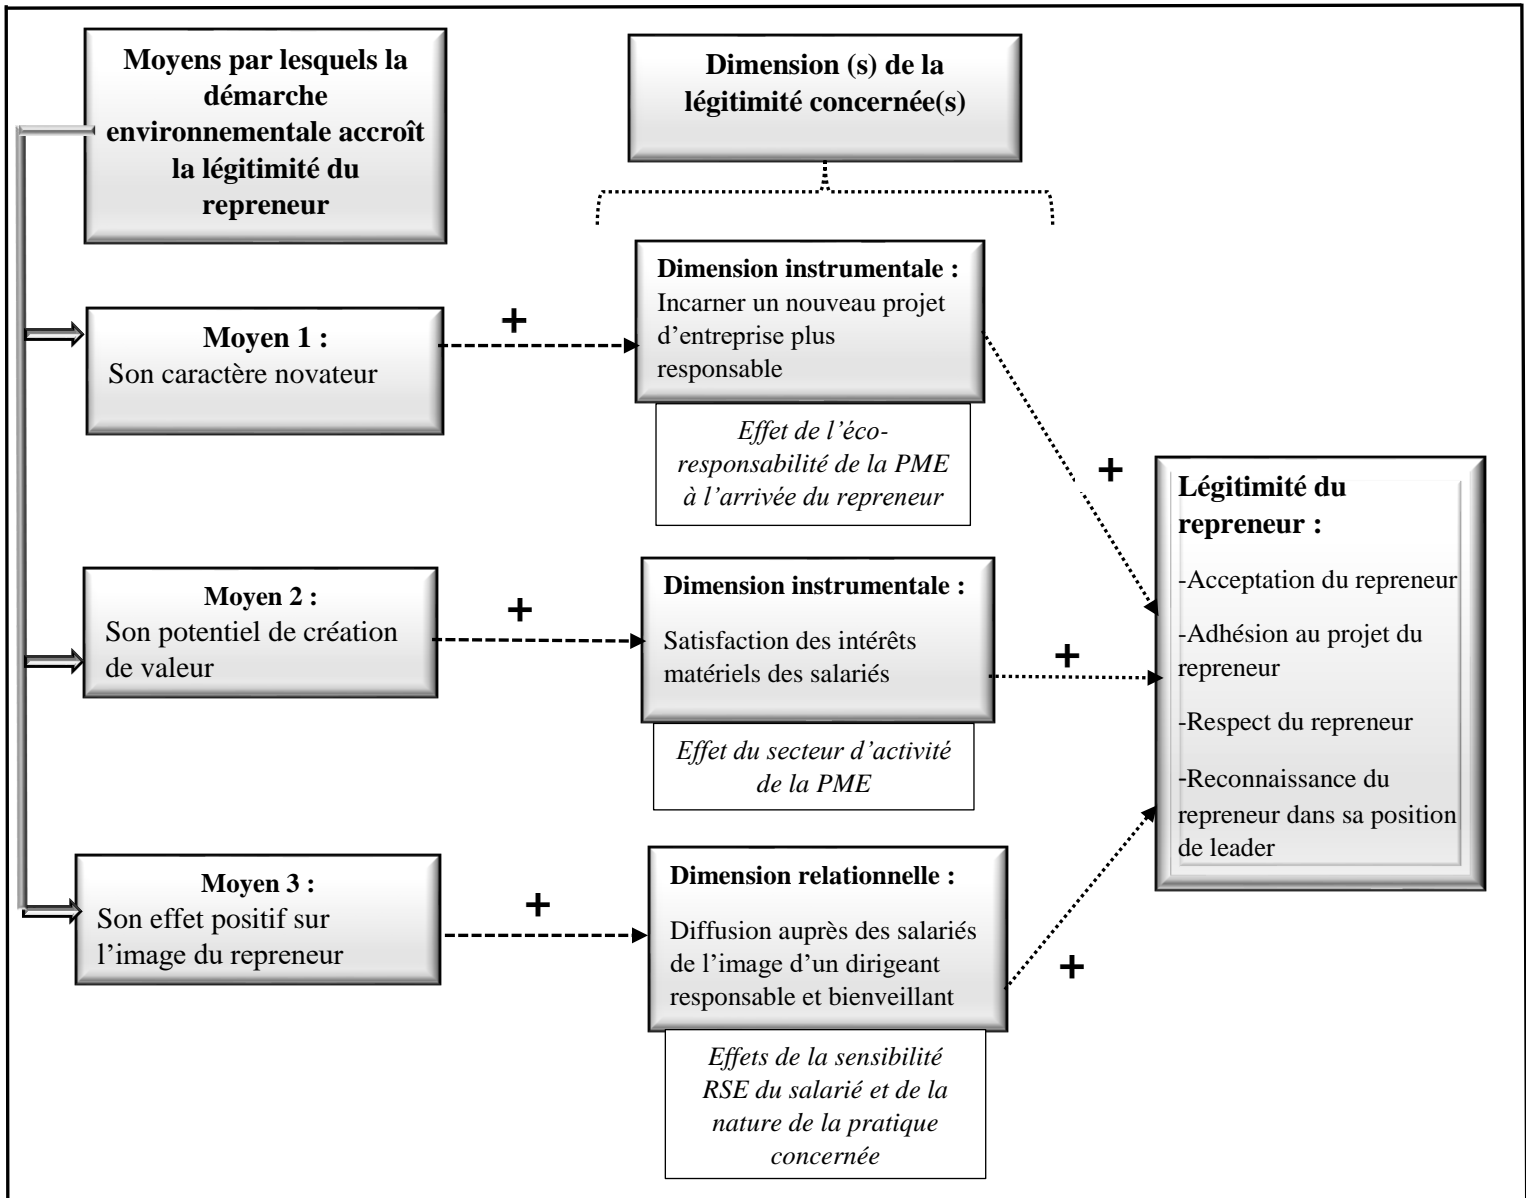 Moyens par lesquels la
démarche
environnementale accroît
la légitimité du
repreneur
Dimension (s) de la
légitimité concernée(s)
Moyen 1 :
Son caractère novateur
+
Dimension instrumentale :
Incarner un nouveau projet
d’entreprise plus
responsable
Effet de l’éco-
responsabilité de la PME
à l’arrivée du repreneur
+
Moyen 2 :
Son potentiel de création
de valeur
+
Dimension instrumentale :
Satisfaction des intérêts
matériels des salariés
Effet du secteur d’activité
de la PME
+
Moyen 3 :
Son effet positif sur
l’image du repreneur
+
Dimension relationnelle :
Diffusion auprès des salariés
de l’image d’un dirigeant
responsable et bienveillant
Effets de la sensibilité
RSE du salarié et de la
nature de la pratique
concernée
+
Légitimité du
repreneur :
-Acceptation du repreneur
-Adhésion au projet du
repreneur
-Respect du repreneur
-Reconnaissance du
repreneur dans sa position
de leader